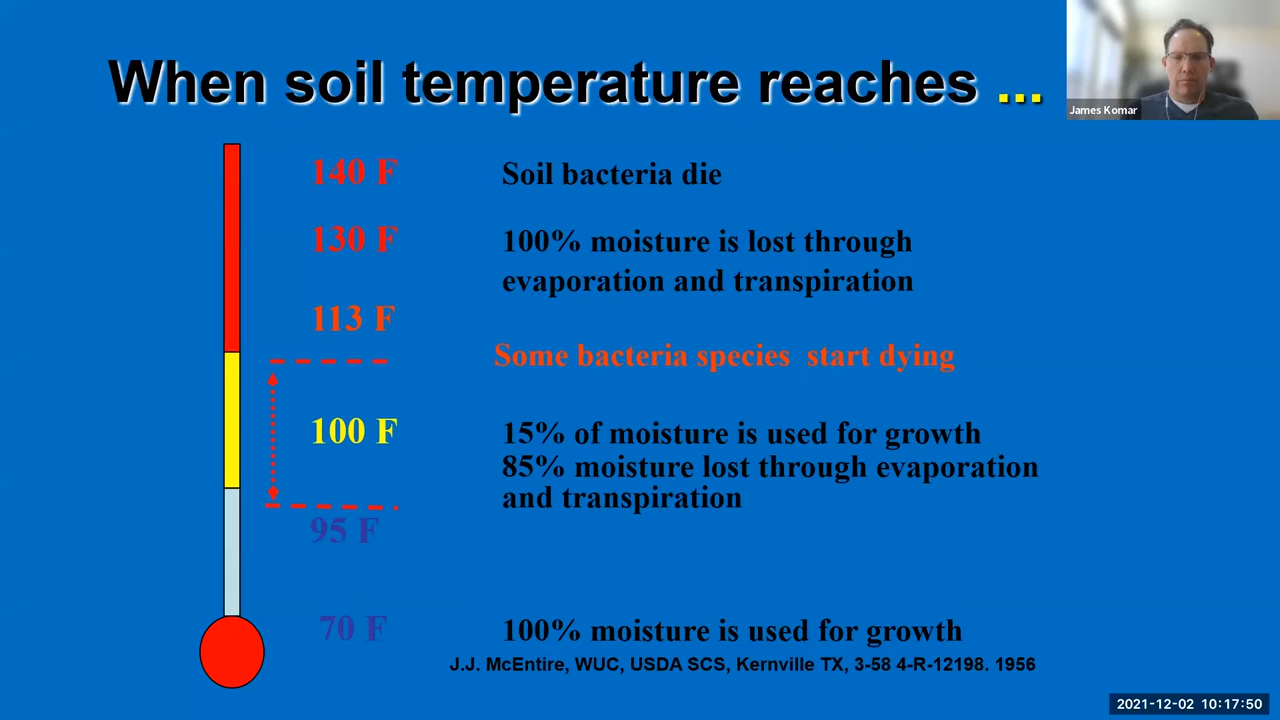 When soil temperature reaches ...
James Komar
140 F
Soil bacteria die
130 F
100% moisture is lost through
evaporation and transpiration
113 F
Some bacteria species  start dying
100 F
15% of moisture is used for growth
85% moisture lost through evaporation
and transpiration
95 F
70 F
100% moisture is used for growth
J.J. McEntire, WUC, USDA SCS, Kernville TX, 3-58 4-R-12198. 1956
2021-12-02 10:17:50